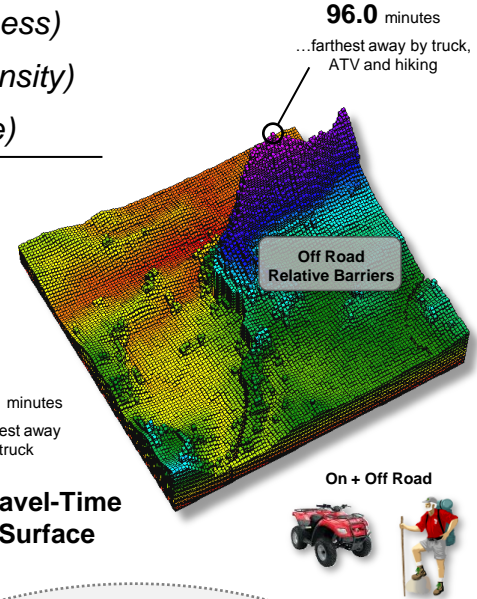 ess)
nsity)
e)
96.0 minutes
…farthest away by truck,
ATV and hiking
Off Road
Relative Barriers
minutes
est away
truck
avel-Time
Surface
On + Off Road